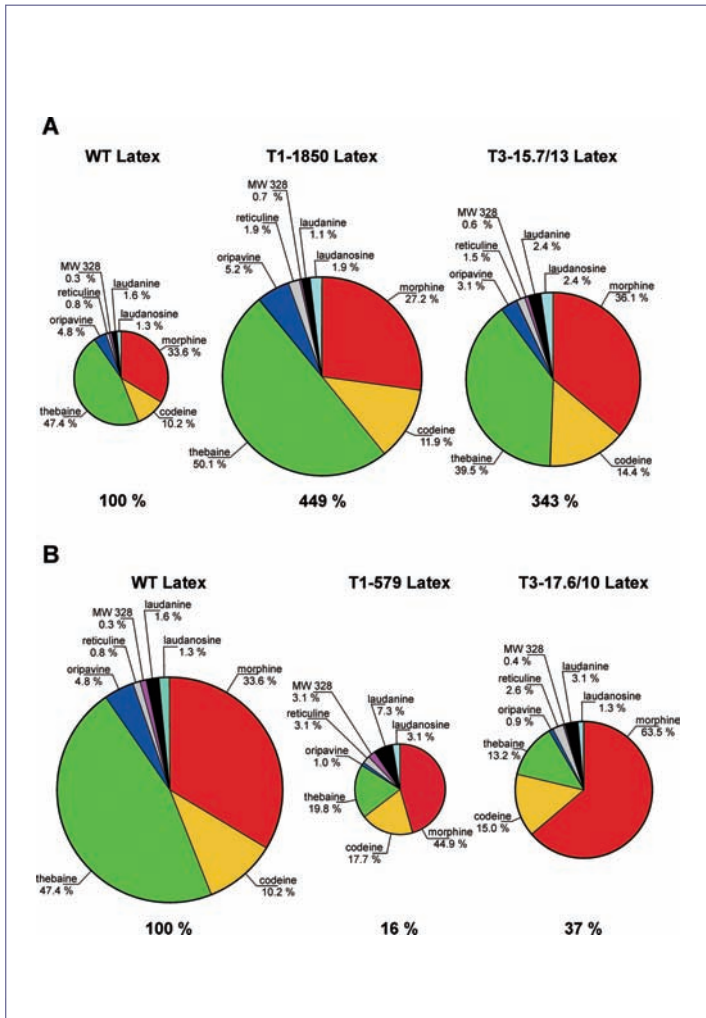 A
WT Latex
T1-1850 Latex
T3-15.7/13 Latex
MW 328
0.3 %
laudanine
1.6 %
reticuline
0.8 %
laudanosine
1.3 %
oripavine
4.8 %
morphine
33.6 %
thebaine
47.4 %
codeine
10.2 %
100 %
MW 328
0.7 %
laudanine
1.1 %
reticuline
1.9 %
laudanosine
1.9 %
oripavine
5.2 %
morphine
27.2 %
thebaine
50.1 %
codeine
11.9 %
449 %
MW 328
0.6 %
laudanine
2.4 %
reticuline
1.5 %
laudanosine
2.4 %
oripavine
3.1 %
morphine
36.1 %
thebaine
39.5 %
codeine
14.4 %
343 %
B
WT Latex
T1-579 Latex
T3-17.6/10 Latex
MW 328
0.3 %
laudanine
1.6 %
reticuline
0.8 %
laudanosine
1.3 %
oripavine
4.8 %
morphine
33.6 %
thebaine
47.4 %
codeine
10.2 %
100 %
MW 328
3.1 %
laudanine
7.3 %
reticuline
3.1 %
laudanosine
3.1 %
oripavine
1.0 %
thebaine
19.8 %
codeine
17.7 %
morphine
44.9 %
16 %
MW 328
0.4 %
laudanine
3.1 %
reticuline
2.6 %
laudanosine
1.3 %
oripavine
0.9 %
morphine
63.5 %
thebaine
13.2 %
codeine
15.0 %
37 %